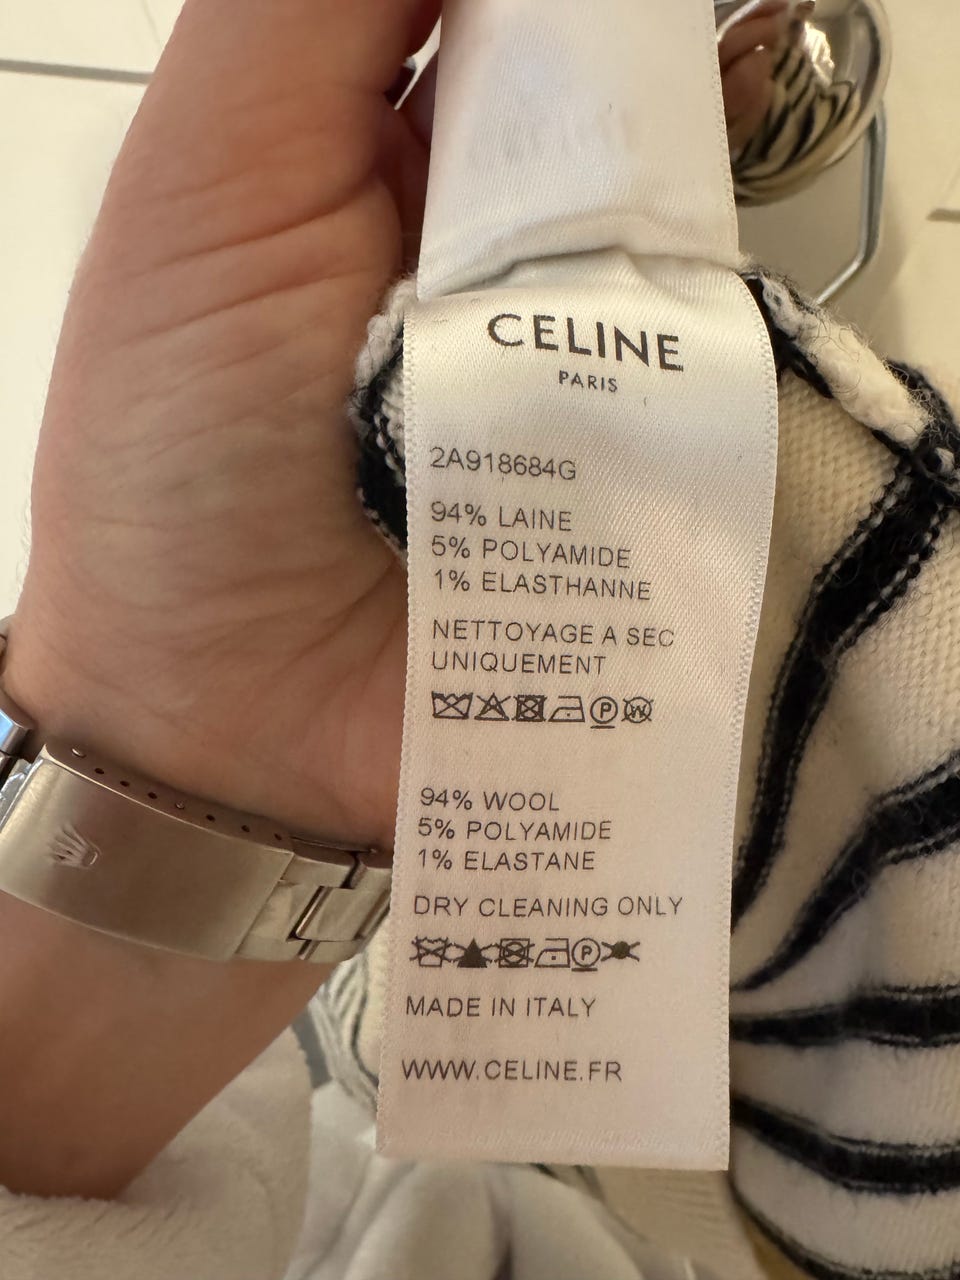 CELINE
PARIS
2A918684G
94% LAINE
5% POLYAMIDE
1% ELASTHANNE
NETTOYAGE A SEC
UNIQUEMENT
P W
94% WOOL
5% POLYAMIDE
1% ELASTANE
DRY CLEANING ONLY
P
MADE IN ITALY
WWW.CELINE.FR